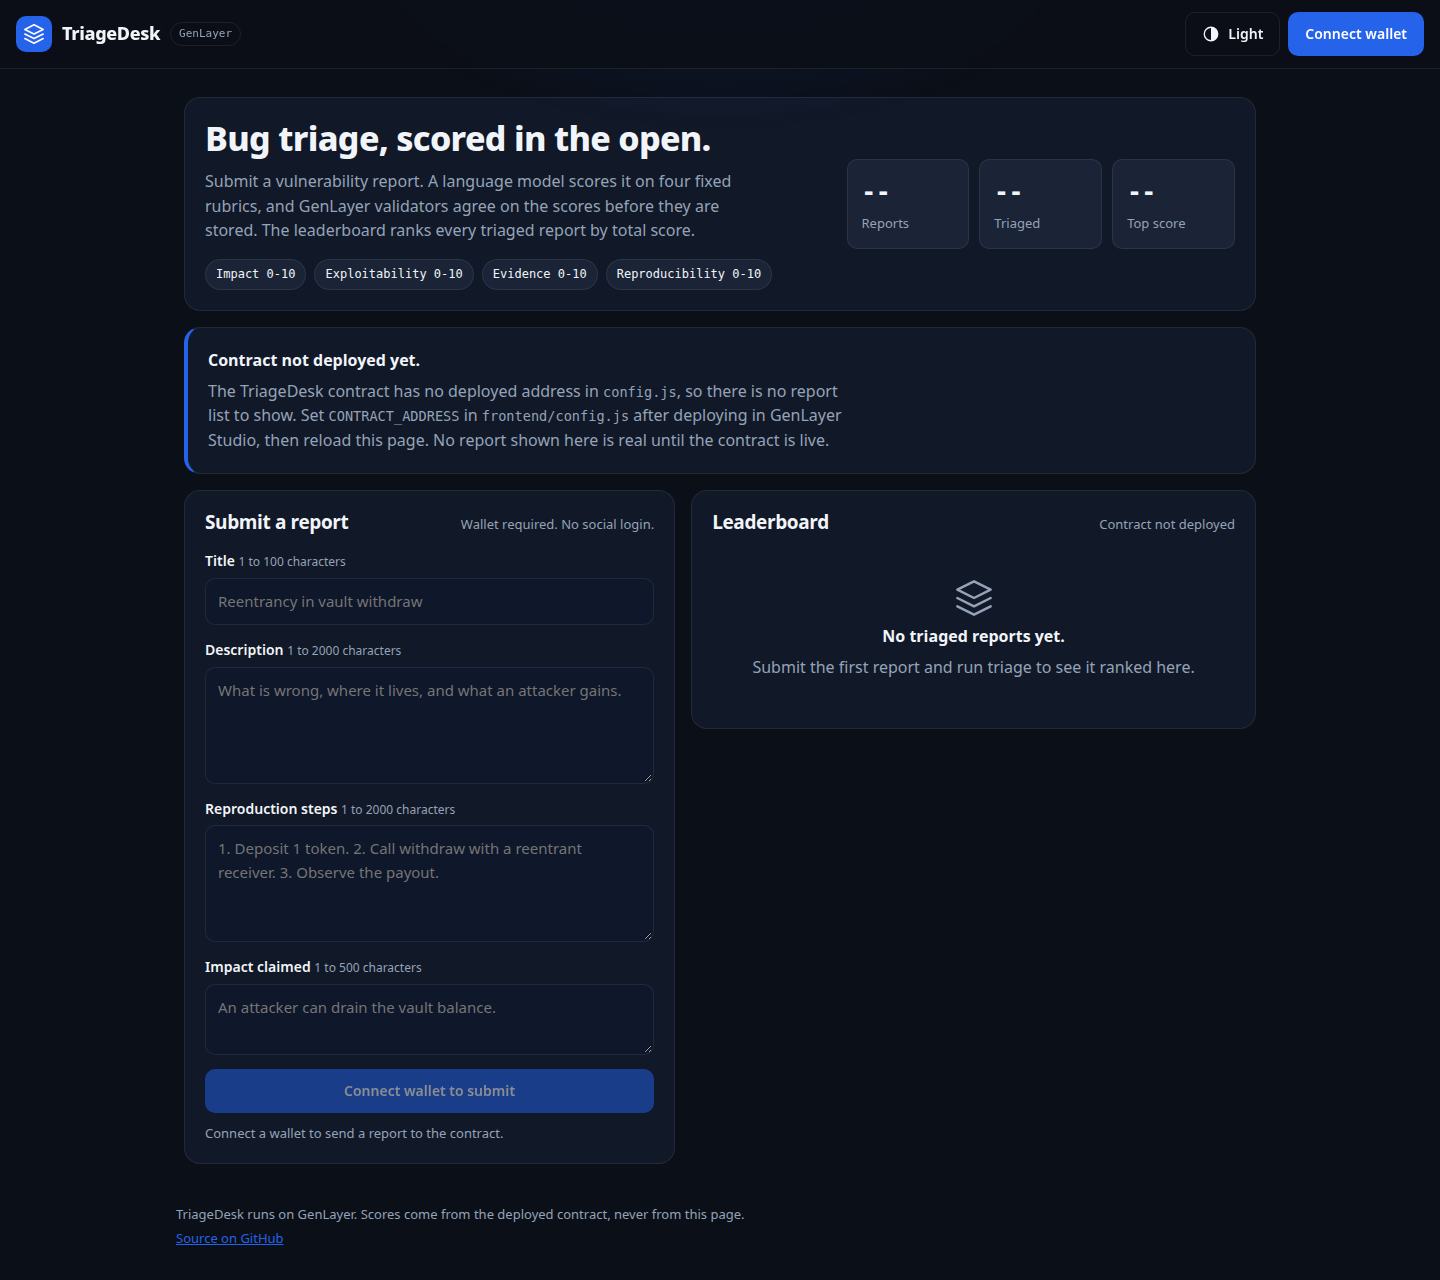 TriageDesk
GenLayer
Light
Connect wallet
Bug triage, scored in the open.
Submit a vulnerability report. A language model scores it on four fixed
rubrics, and GenLayer validators agree on the scores before they are
stored. The leaderboard ranks every triaged report by total score.
Impact 0-10
Exploitability 0-10
Evidence 0-10
Reproducibility 0-10
--
Reports
--
Triaged
--
Top score
Contract not deployed yet.
The TriageDesk contract has no deployed address in config.js, so there is no report
list to show. Set CONTRACT_ADDRESS in frontend/config.js after deploying in GenLayer
Studio, then reload this page. No report shown here is real until the contract is live.
Submit a report
Wallet required. No social login.
Title 1 to 100 characters
Reentrancy in vault withdraw
Description 1 to 2000 characters
What is wrong, where it lives, and what an attacker gains.
Reproduction steps 1 to 2000 characters
1. Deposit 1 token. 2. Call withdraw with a reentrant
receiver. 3. Observe the payout.
Impact claimed 1 to 500 characters
An attacker can drain the vault balance.
Connect wallet to submit
Connect a wallet to send a report to the contract.
Leaderboard
Contract not deployed
No triaged reports yet.
Submit the first report and run triage to see it ranked here.
TriageDesk runs on GenLayer. Scores come from the deployed contract, never from this page.
Source on GitHub